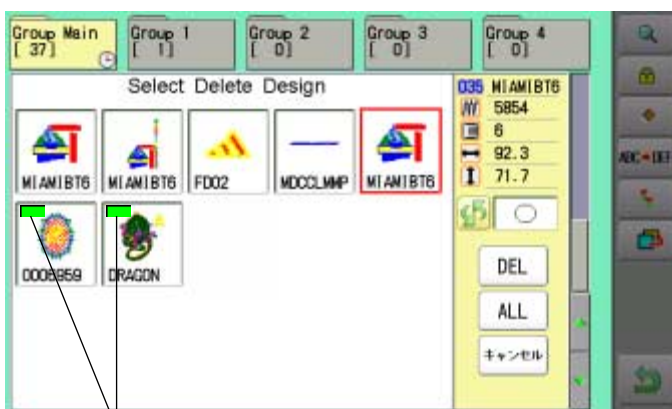 Group Main
[ 37]
Group 1
[ 1]
Group 2
[ 0]
Group 3
[ 0]
Group 4
[ 0]
Select Delete Design
MIAMIBT6
MIAMIBT6
FD02
MDCCLMMP
MIAMIBT6
0006959
DRAGON
035 MIAMIBT6
5854
6
92.3
71.7
DEL
ALL
キャンセル